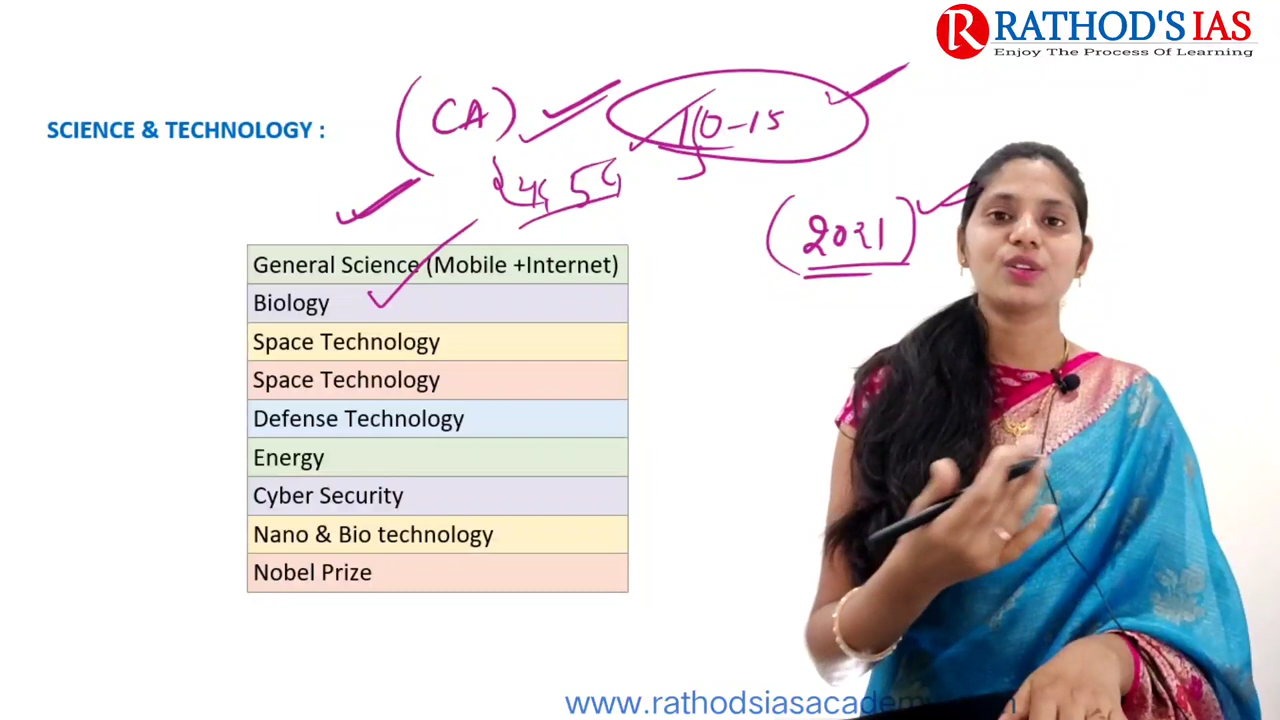 RATHOD'S IAS
Enjoy The Process Of Learning
(CA)
10-15
SCIENCE & TECHNOLOGY :
(2021)
General Science (Mobile +Internet)
Biology
Space Technology
Space Technology
Defense Technology
Energy
Cyber Security
Nano & Bio technology
Nobel Prize
www.rathodsiasacadem